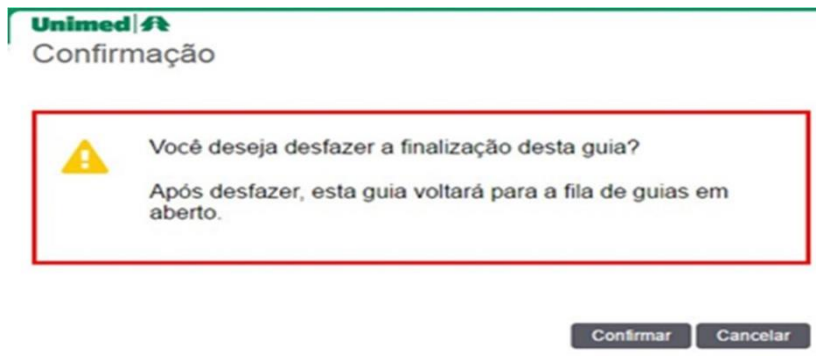 Unimed
Confirmação
Você deseja desfazer a finalização desta guia?
Após desfazer, esta guia voltará para a fila de guias em
aberto.
Confirmar Cancelar